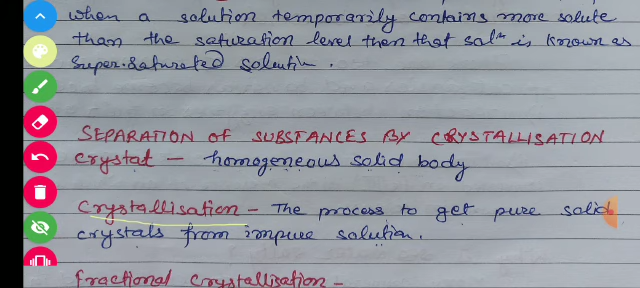 when a solution temporarily contains more solute
than the saturation level then that solⁿ is known as
Super-saturated solution.
SEPARATION of SUBSTANCES BY CRYSTALLISATION
Crystal - homogeneous solid body
Crystallisation - The process to get pure solid
crystals from impure solution.
fractional crystallisation -